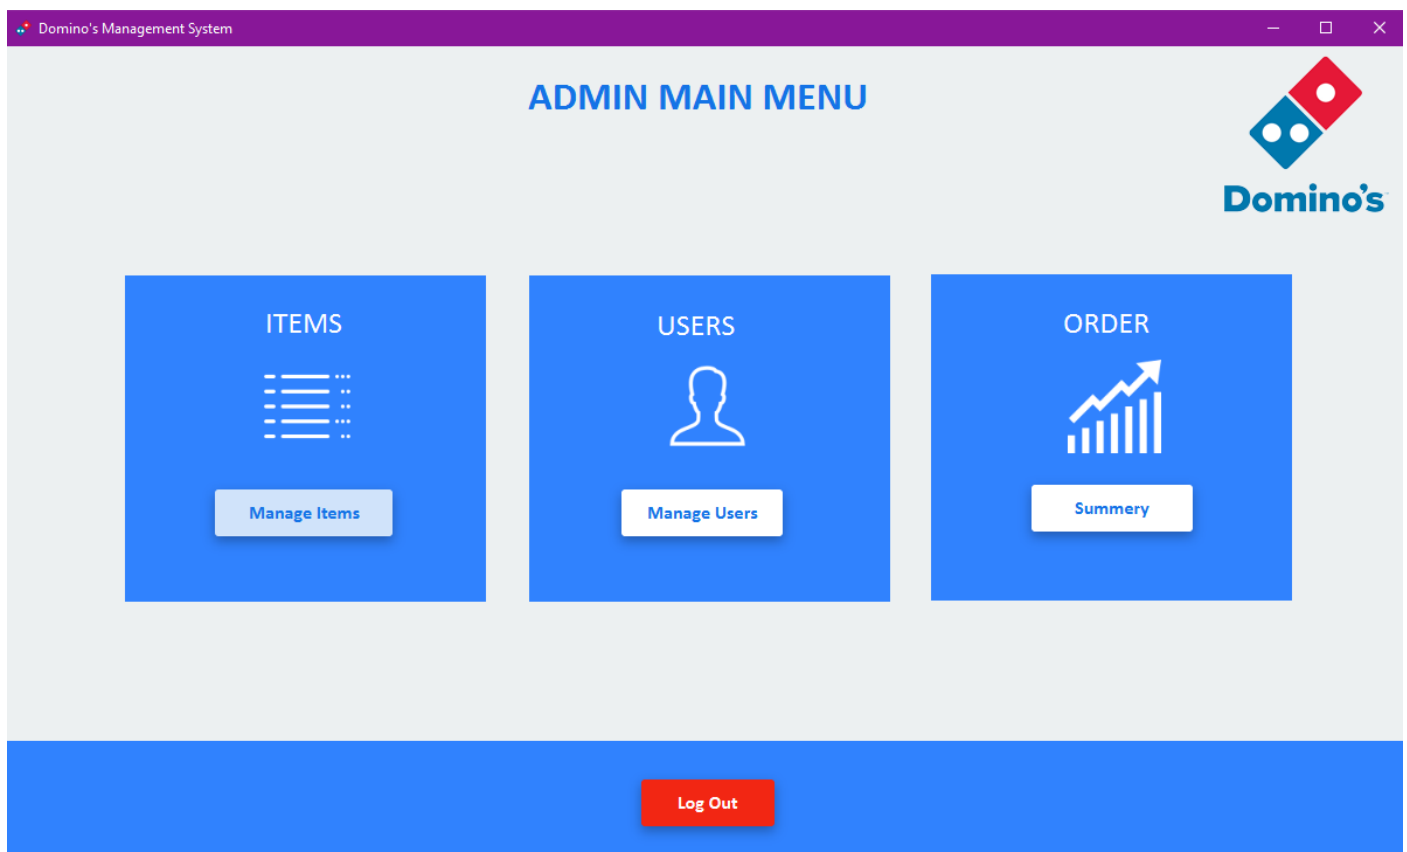 Domino's Management System
ADMIN MAIN MENU
Domino's
ITEMS
Manage Items
USERS
Manage Users
ORDER
Summery
Log Out